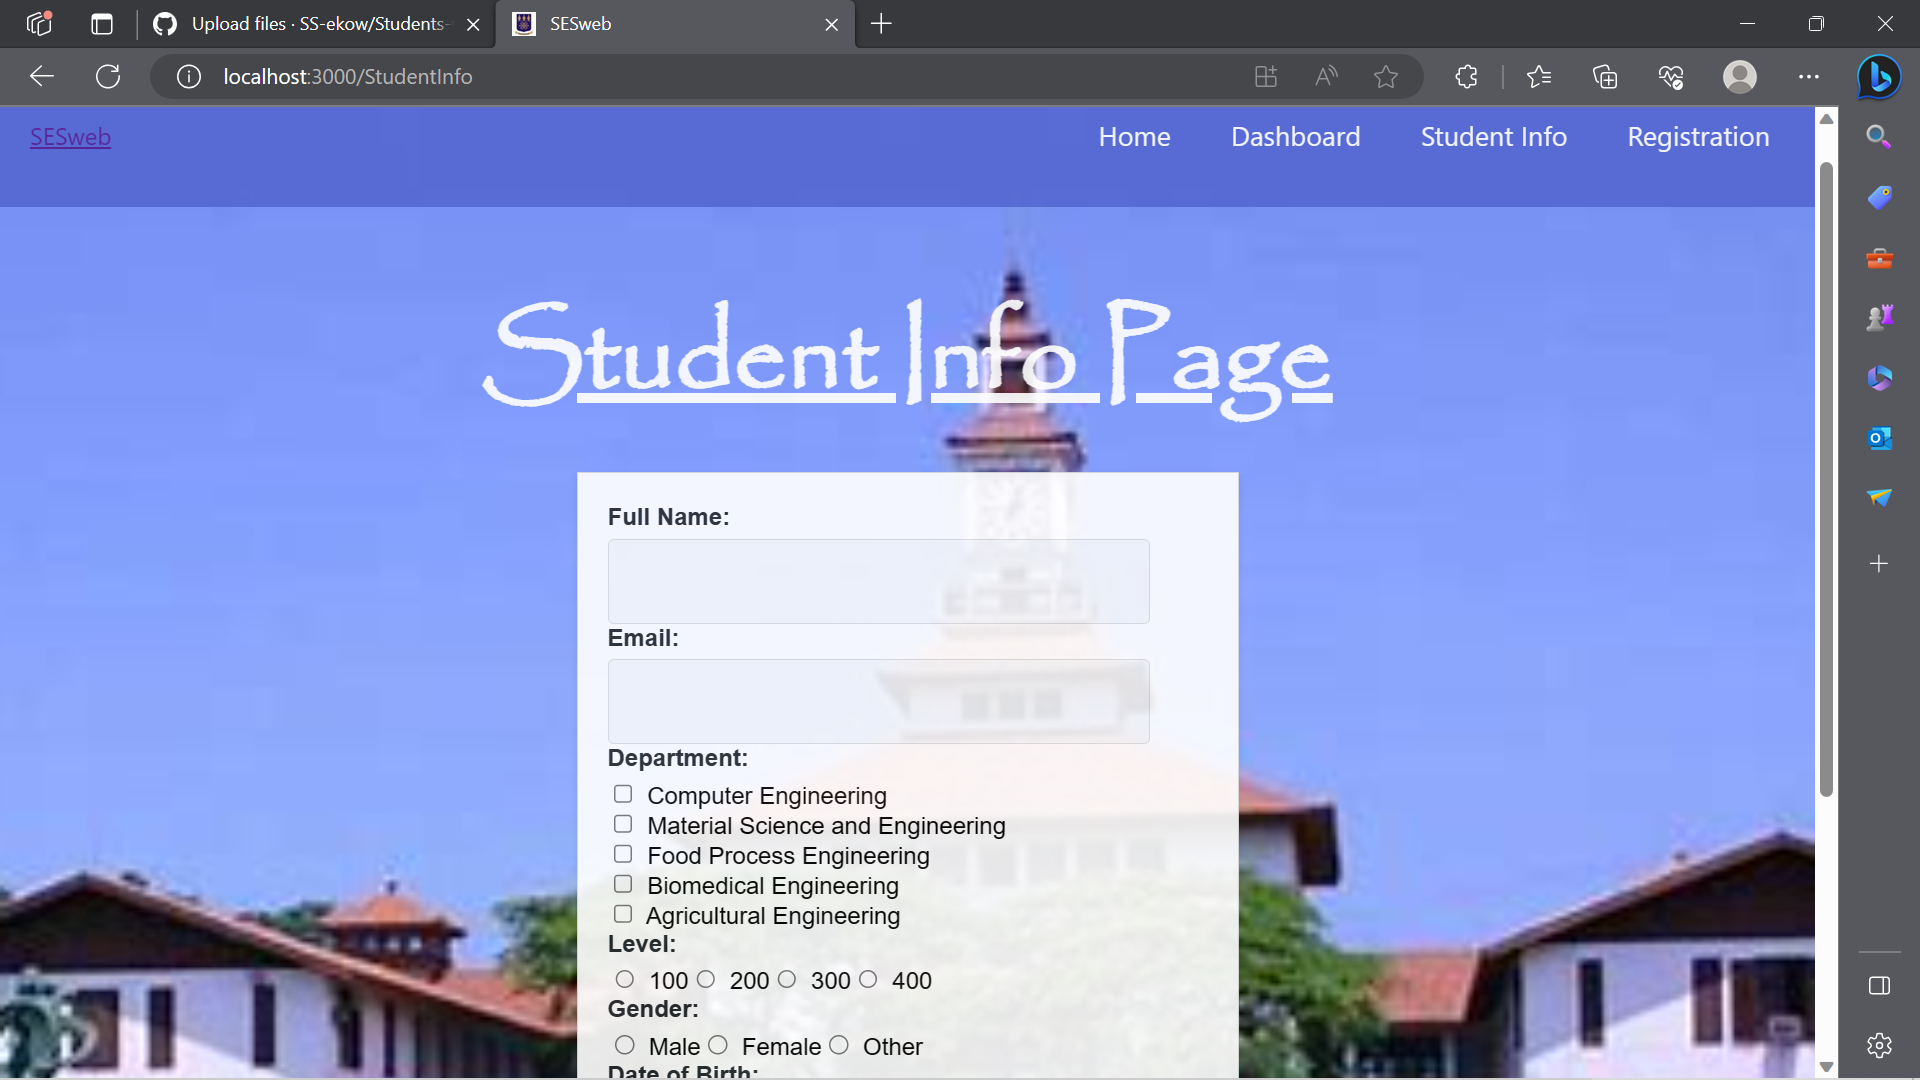 Upload files · SS-ekow/Students-
SESweb
localhost:3000/StudentInfo
SESweb
Home
Dashboard
Student Info
Registration
Student Info Page
Full Name:
Email:
Department:
Computer Engineering
Material Science and Engineering
Food Process Engineering
Biomedical Engineering
Agricultural Engineering
Level:
100 200 300 400
Gender:
Male Female Other
Date of Birth: